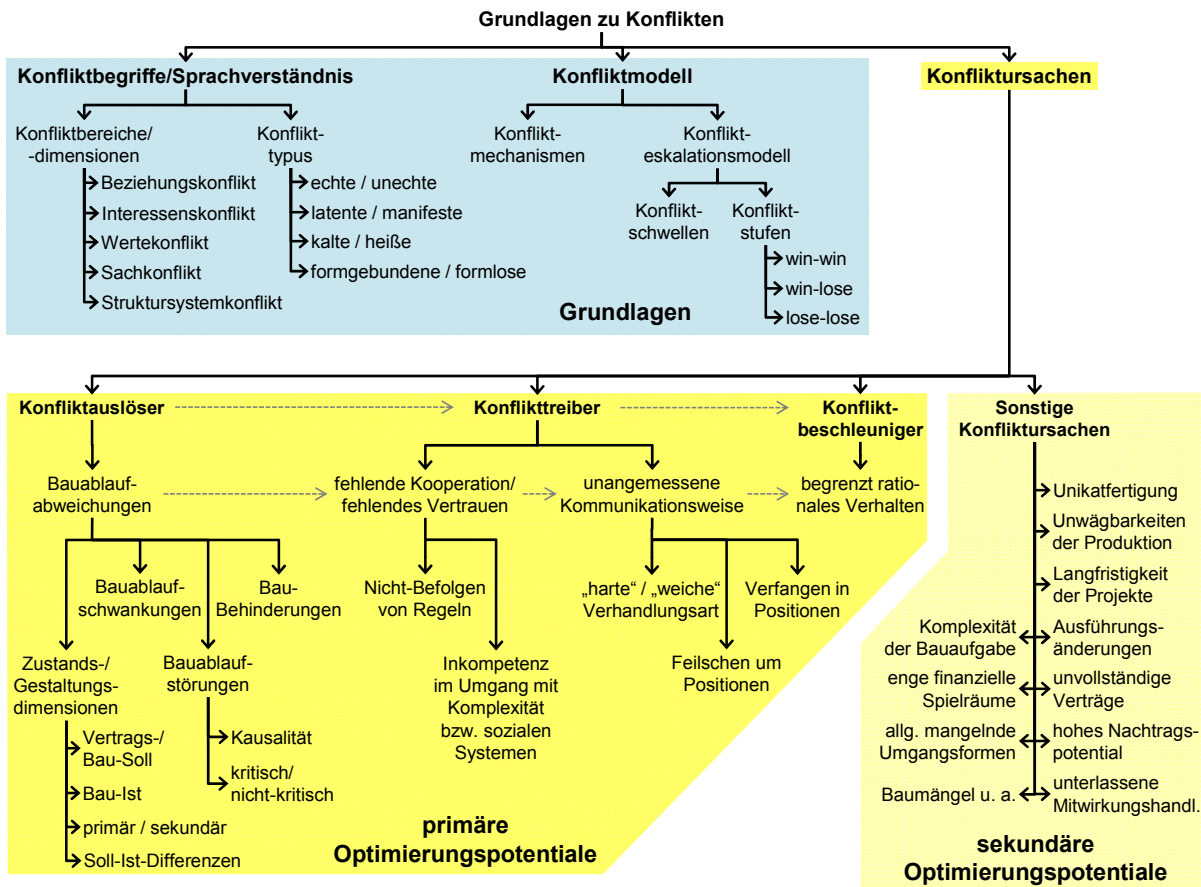 Grundlagen zu Konflikten
Konfliktbegriffe/Sprachverständnis
Konfliktbereiche/
-dimensionen
Beziehungskonflikt
Interessenskonflikt
Wertekonflikt
Sachkonflikt
Struktursystemkonflikt
Konflikt-
typus
echte / unechte
latente / manifeste
kalte / heiße
formgebundene / formlose
Konfliktmodell
Konflikt-
mechanismen
Konflikt-
eskalationsmodell
Konflikt-
schwellen
Konflikt-
stufen
win-win
win-lose
lose-lose
Grundlagen
Konfliktursachen
Konfliktauslöser
Bauablauf-
abweichungen
Bauablauf-
schwankungen
Bau-
Behinderungen
Zustands-/
Gestaltungs-
dimensionen
Vertrags-/
Bau-Soll
Bau-Ist
primär / sekundär
Soll-Ist-Differenzen
Bauablauf-
störungen
Kausalität
kritisch/
nicht-kritisch
Konflikttreiber
fehlende Kooperation/
fehlendes Vertrauen
Nicht-Befolgen
von Regeln
Inkompetenz
im Umgang mit
Komplexität
bzw. sozialen
Systemen
unangemessene
Kommunikationsweise
„harte“ / „weiche“
Verhandlungsart
Verfangen in
Positionen
Feilschen um
Positionen
Konflikt-
beschleuniger
begrenzt ratio-
nales Verhalten
primäre
Optimierungspotentiale
Sonstige
Konfliktursachen
Unikatfertigung
Unwägbarkeiten
der Produktion
Langfristigkeit
der Projekte
Komplexität
der Bauaufgabe
Ausführungs-
änderungen
enge finanzielle
Spielräume
unvollständige
Verträge
allg. mangelnde
Umgangsformen
hohes Nachtrags-
potential
Baumängel u. a.
unterlassene
Mitwirkungshandl.
sekundäre
Optimierungspotentiale